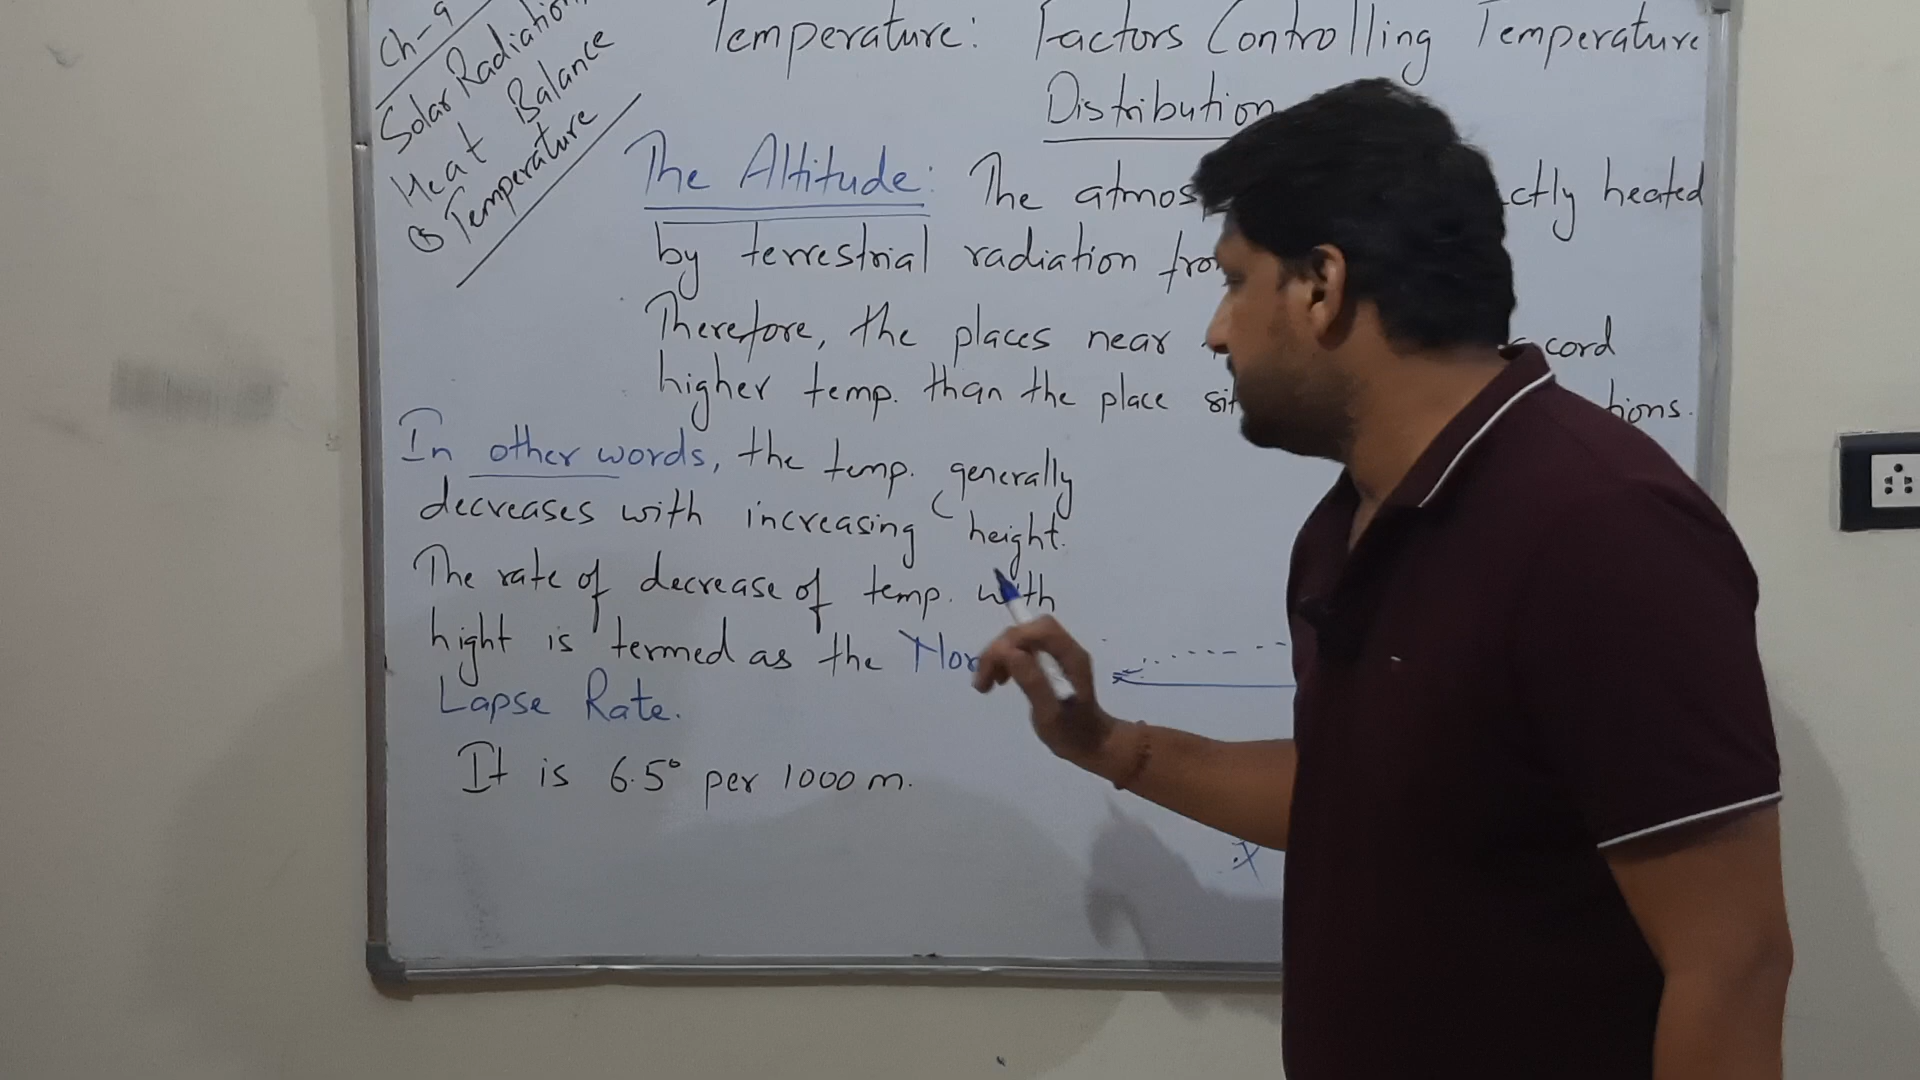 Ch-9
Solar Radiation,
Heat Balance
& Temperature
Temperature: Factors Controlling Temperature
Distribution
The Altitude: The atmos ctly heated
by terrestrial radiation fro
Therefore, the places near cord
higher temp. than the place sit tions.
In other words, the temp. generally
decreases with increasing height.
The rate of decrease of temp. with
hight is termed as the Nor
Lapse Rate.
It is 6.5° per 1000 m.